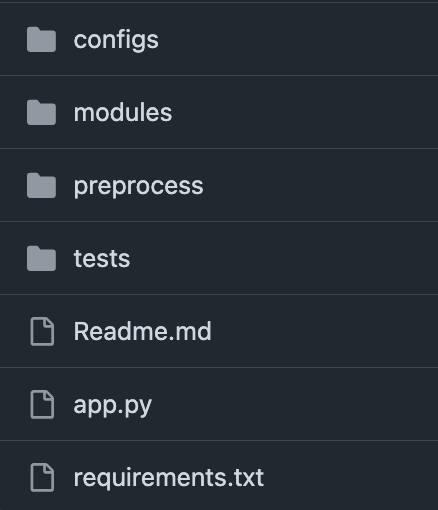 configs
modules
preprocess
tests
Readme.md
app.py
requirements.txt